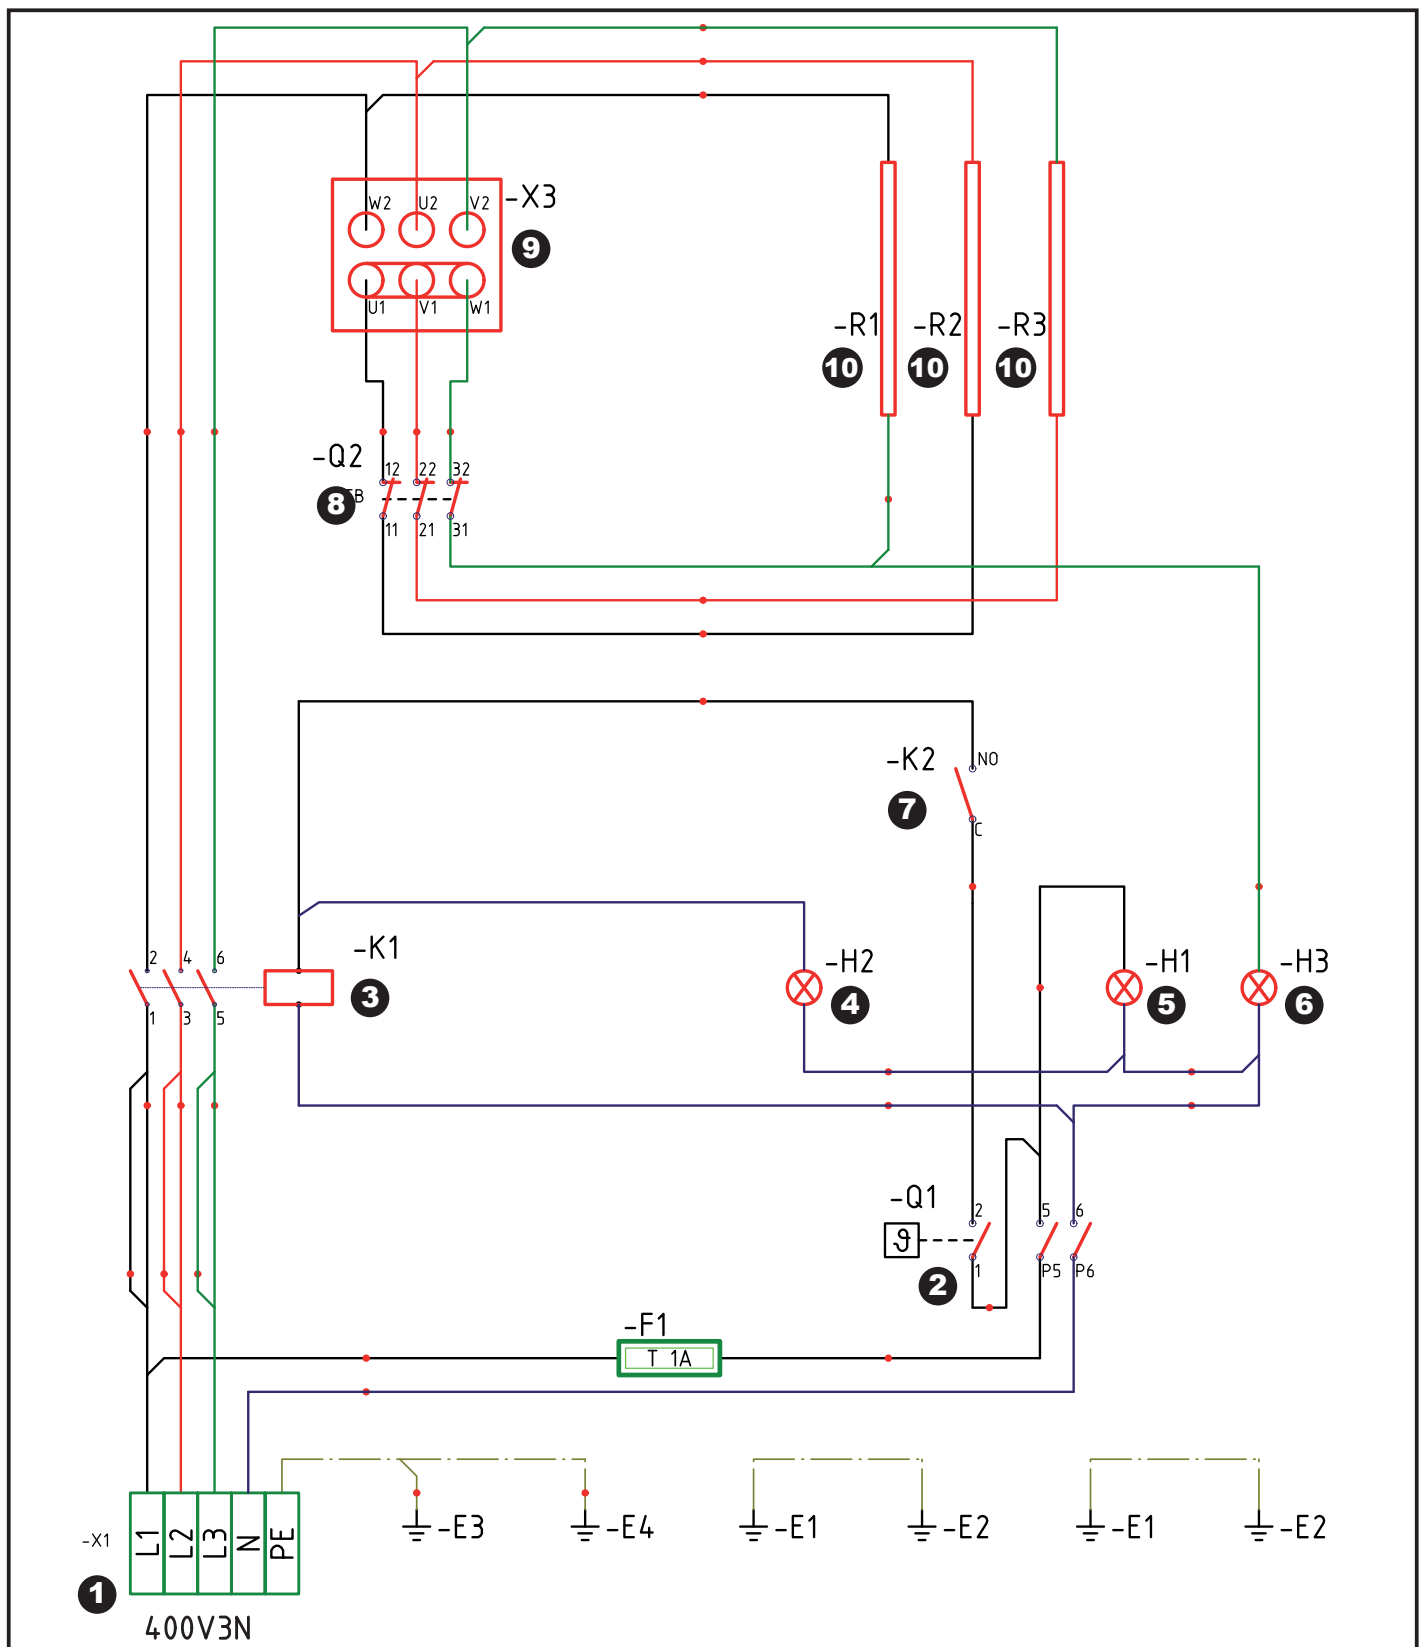 W2 U2 V2 -X3
9
U1 V1 W1
-R1 -R2 -R3
10 10 10
-Q2 12 22 32
8
11 21 31
-K2 NO
7
C
2 4 6 -K1 -H2 -H1 -H3
3 4 5 6
1 3 5
-Q1 2 5 6
ϑ
2 1 P5 P6
-F1
T 1A
-E3 -E4 -E1 -E2 -E1 -E2
-X1 L1 L2 L3 N PE
1
400V3N